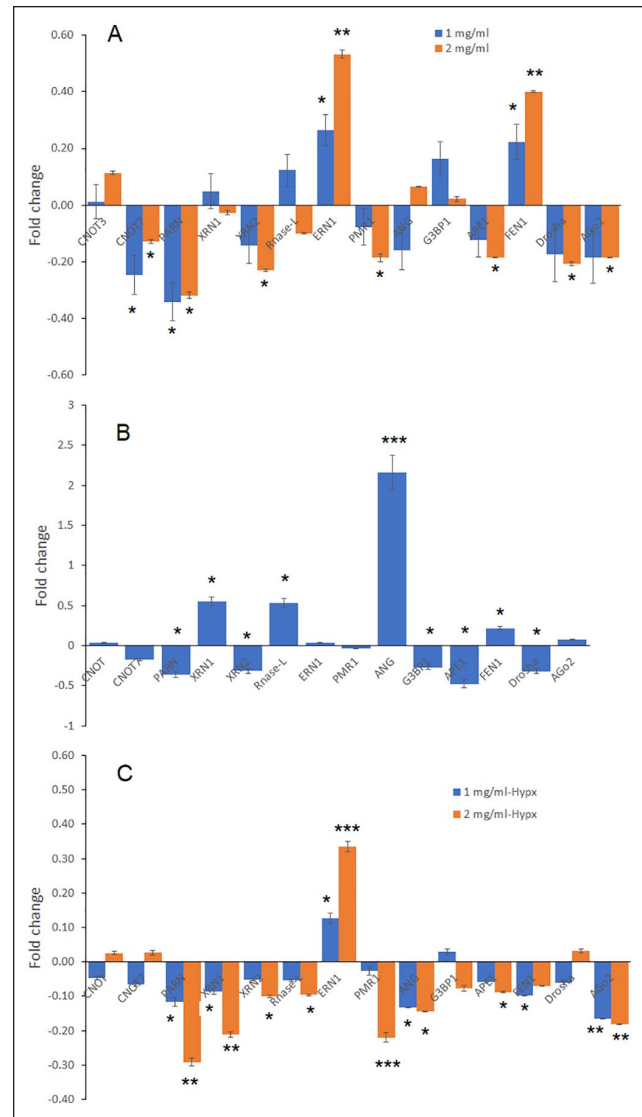 A
1 mg/ml
2 mg/ml
Fold change
0.60
0.40
0.20
0.00
-0.20
-0.40
-0.60
CNOT3
CNOT7
PARN
XRN1
XRN2
Rnase-L
ERN1
PMR1
ANG
G3BP1
APE1
FEN1
Drosha
AGo2
* * * * * * ** * * * ** * *
B
Fold change
3
2.5
2
1.5
1
0.5
0
-0.5
-1
CNOT
CNOT7
PARN
XRN1
XRN2
Rnase-L
ERN1
PMR1
ANG
G3BP1
APE1
FEN1
Drosha
AGo2
* * * * *** * * * *
C
1 mg/ml-Hypx
2 mg/ml-Hypx
Fold change
0.60
0.50
0.40
0.30
0.20
0.10
0.00
-0.10
-0.20
-0.30
-0.40
CNOT
CNOT7
PARN
XRN1
XRN2
Rnase-L
ERN1
PMR1
ANG
G3BP1
APE1
FEN1
Drosha
AGo2
* ** * ** * * * *** *** * * * * ** **